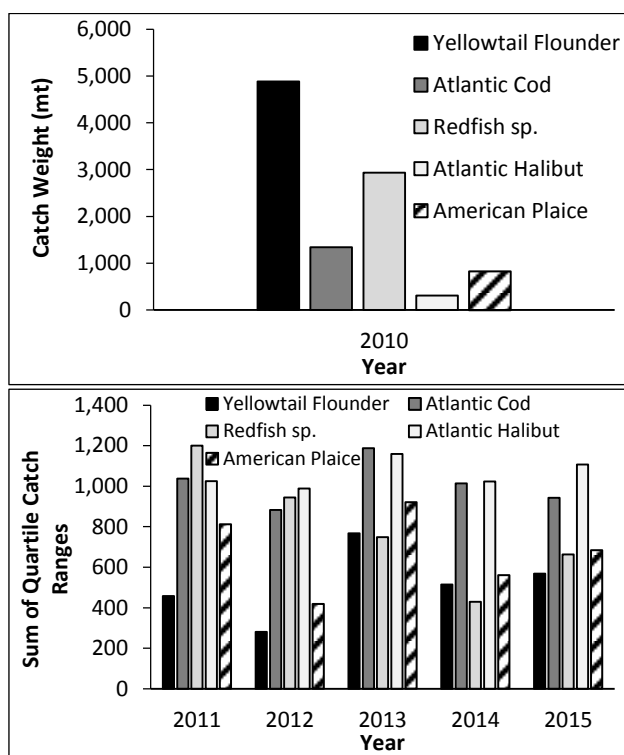 6,000
5,000
4,000
3,000
2,000
1,000
0
Catch Weight (mt)
Yellowtail Flounder
Atlantic Cod
Redfish sp.
Atlantic Halibut
American Plaice
2010
Year
1,400
1,200
1,000
800
600
400
200
0
Sum of Quartile Catch
Ranges
Yellowtail Flounder Atlantic Cod
Redfish sp. Atlantic Halibut
American Plaice
2011 2012 2013 2014 2015
Year